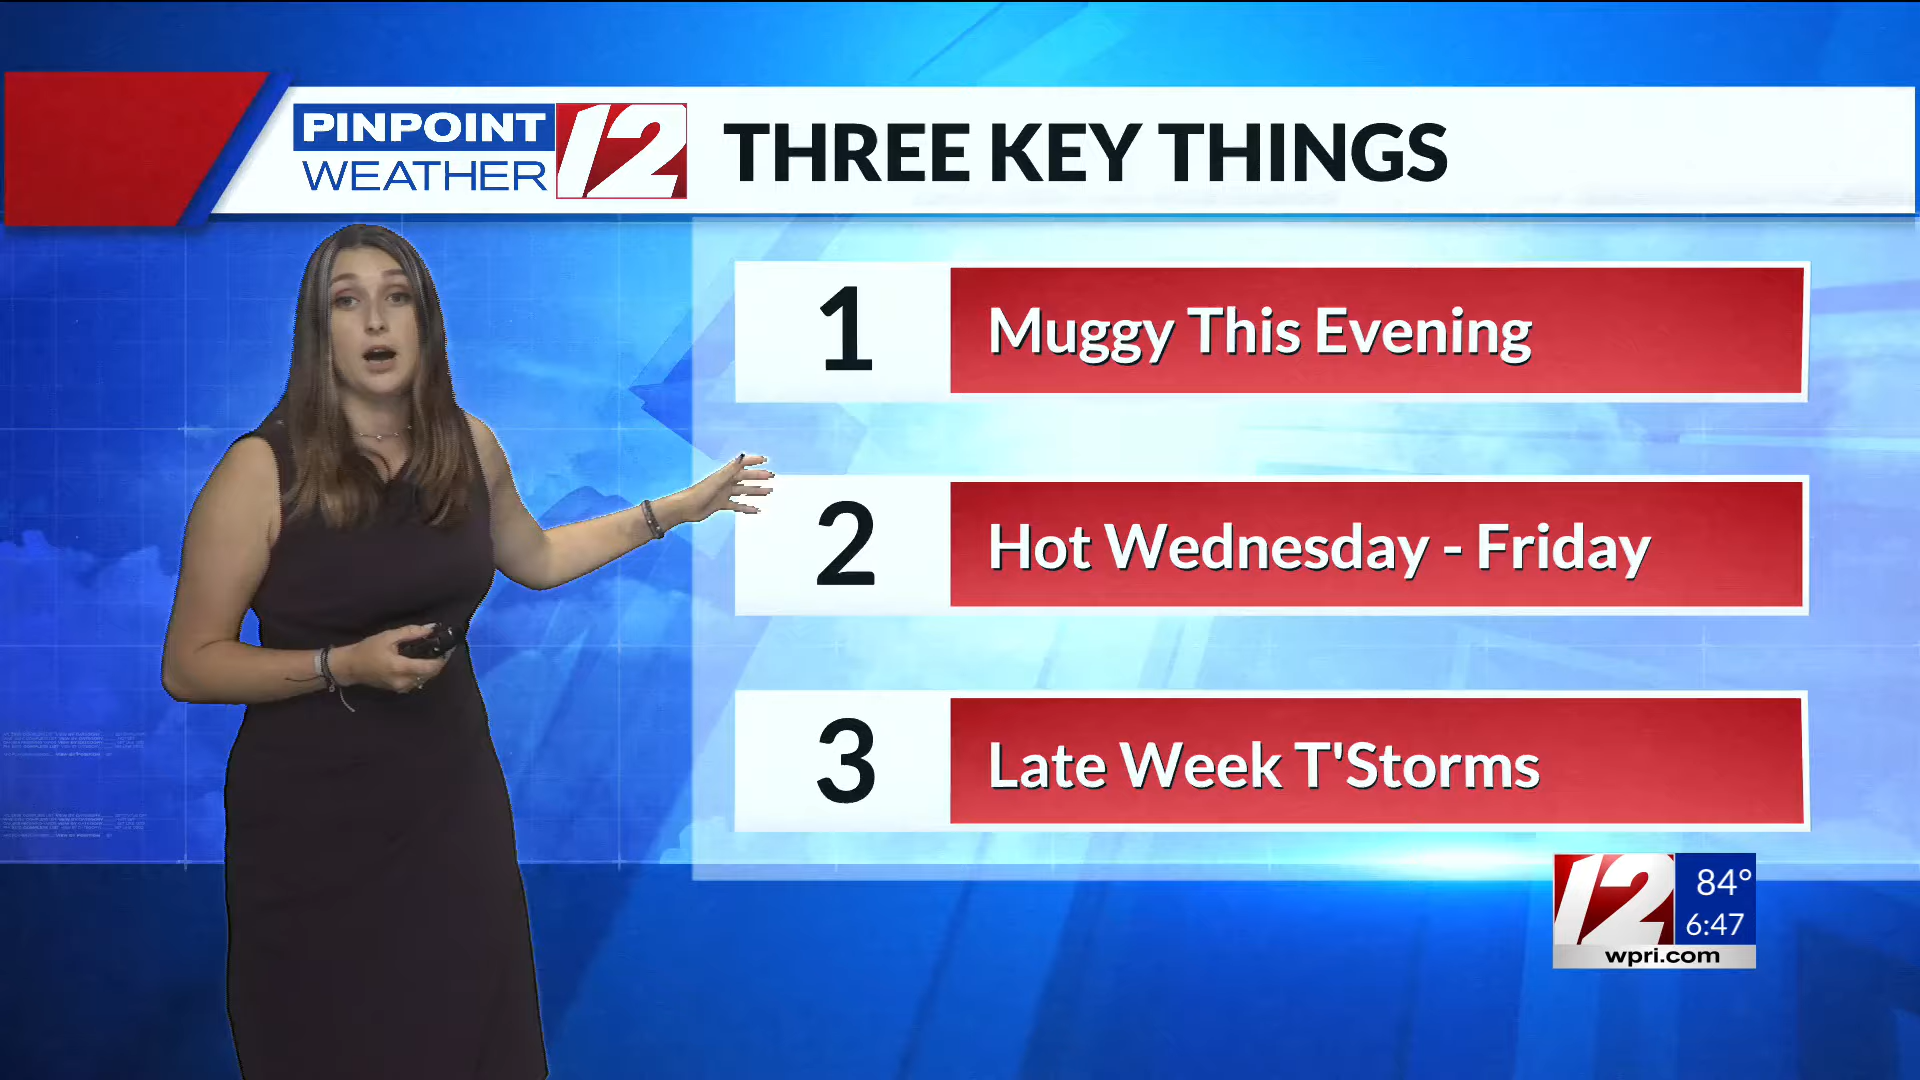 PINPOINT
WEATHER
12
THREE KEY THINGS
1
Muggy This Evening
2
Hot Wednesday - Friday
3
Late Week T'Storms
12
84°
6:47
wpri.com